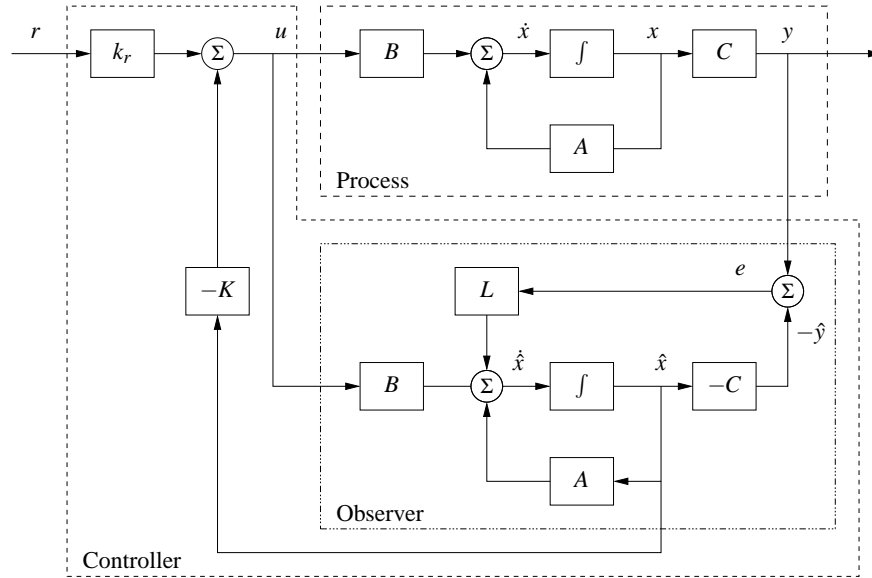 r
k_r
Σ
u
B
Σ
ẋ
∫
x
C
y
A
Process
−K
L
e
Σ
−ŷ
B
Σ
x̂̇
∫
x̂
−C
A
Observer
Controller